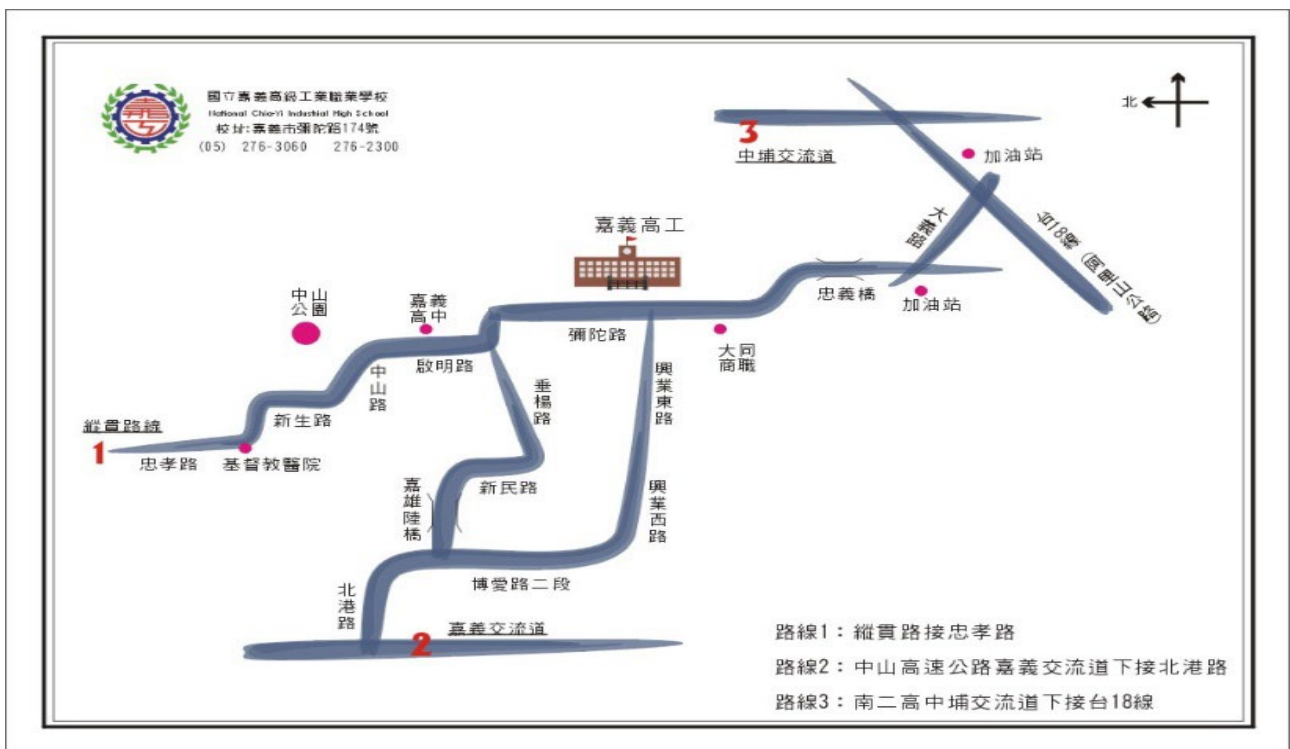 國立嘉義高級工業職業學校
National Chia-Yi Industrial High School
校址:嘉義市彌陀路174號
(05) 276-3060 276-2300
北
3
中埔交流道
加油站
大義路
台18線 (阿里山公路)
嘉義高工
忠義橋
加油站
中山公園
嘉義高中
彌陀路
大同商職
啟明路
中山路
垂楊路
興業東路
新生路
縱貫路線
1
忠孝路
基督教醫院
嘉雄陸橋
新民路
興業西路
博愛路二段
北港路
嘉義交流道
2
路線1：縱貫路接忠孝路
路線2：中山高速公路嘉義交流道下接北港路
路線3：南二高中埔交流道下接台18線